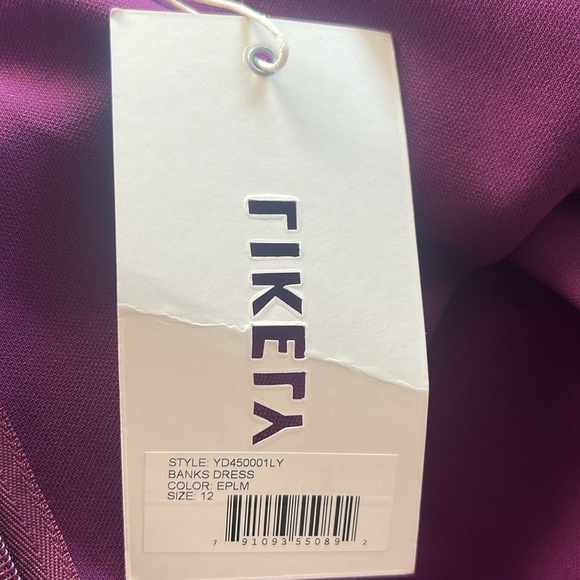 LIKELY
STYLE: YD450001LY
BANKS DRESS
COLOR: EPLM
SIZE: 12
7 91093 55089 2